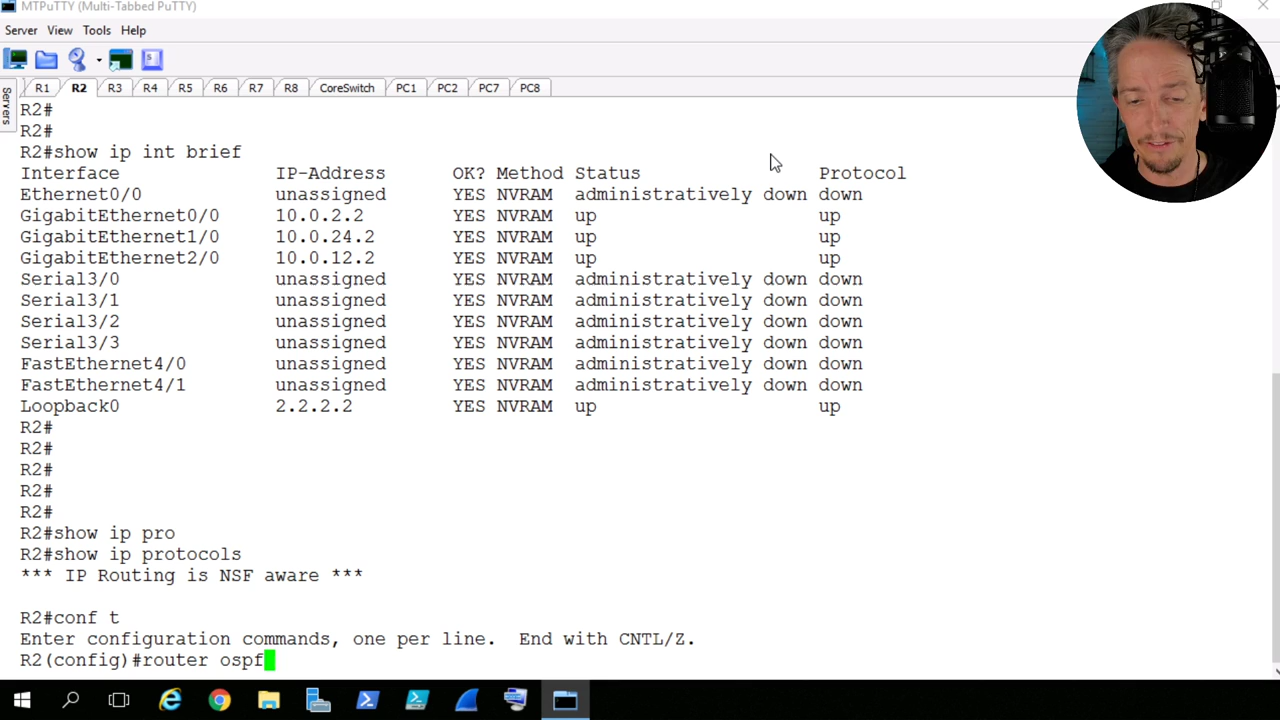 MTPuTTY (Multi-Tabbed PuTTY)
Server View Tools Help
Servers
R1 R2 R3 R4 R5 R6 R7 R8 CoreSwitch PC1 PC2 PC7 PC8
R2#
R2#
R2#show ip int brief
Interface IP-Address OK? Method Status Protocol
Ethernet0/0 unassigned YES NVRAM administratively down down
GigabitEthernet0/0 10.0.2.2 YES NVRAM up up
GigabitEthernet1/0 10.0.24.2 YES NVRAM up up
GigabitEthernet2/0 10.0.12.2 YES NVRAM up up
Serial3/0 unassigned YES NVRAM administratively down down
Serial3/1 unassigned YES NVRAM administratively down down
Serial3/2 unassigned YES NVRAM administratively down down
Serial3/3 unassigned YES NVRAM administratively down down
FastEthernet4/0 unassigned YES NVRAM administratively down down
FastEthernet4/1 unassigned YES NVRAM administratively down down
Loopback0 2.2.2.2 YES NVRAM up up
R2#
R2#
R2#
R2#
R2#
R2#show ip pro
R2#show ip protocols
*** IP Routing is NSF aware ***
R2#conf t
Enter configuration commands, one per line. End with CNTL/Z.
R2(config)#router ospf